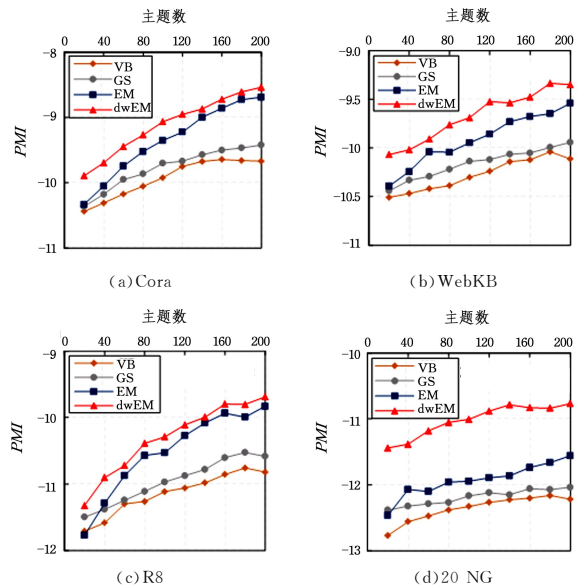 主题数
0 40 80 120 160 200
-8
-9
-10
-11
PMI
VB
GS
EM
dwEM
(a)Cora
主题数
0 40 80 120 160 200
-9.0
-9.5
-10
-10.5
-11
PMI
VB
GS
EM
dwEM
(b)WebKB
主题数
0 40 80 120 160 200
-9
-10
-11
-12
PMI
VB
GS
EM
dwEM
(c)R8
主题数
0 40 80 120 160 200
-10
-11
-12
-13
PMI
VB
GS
EM
dwEM
(d)20 NG